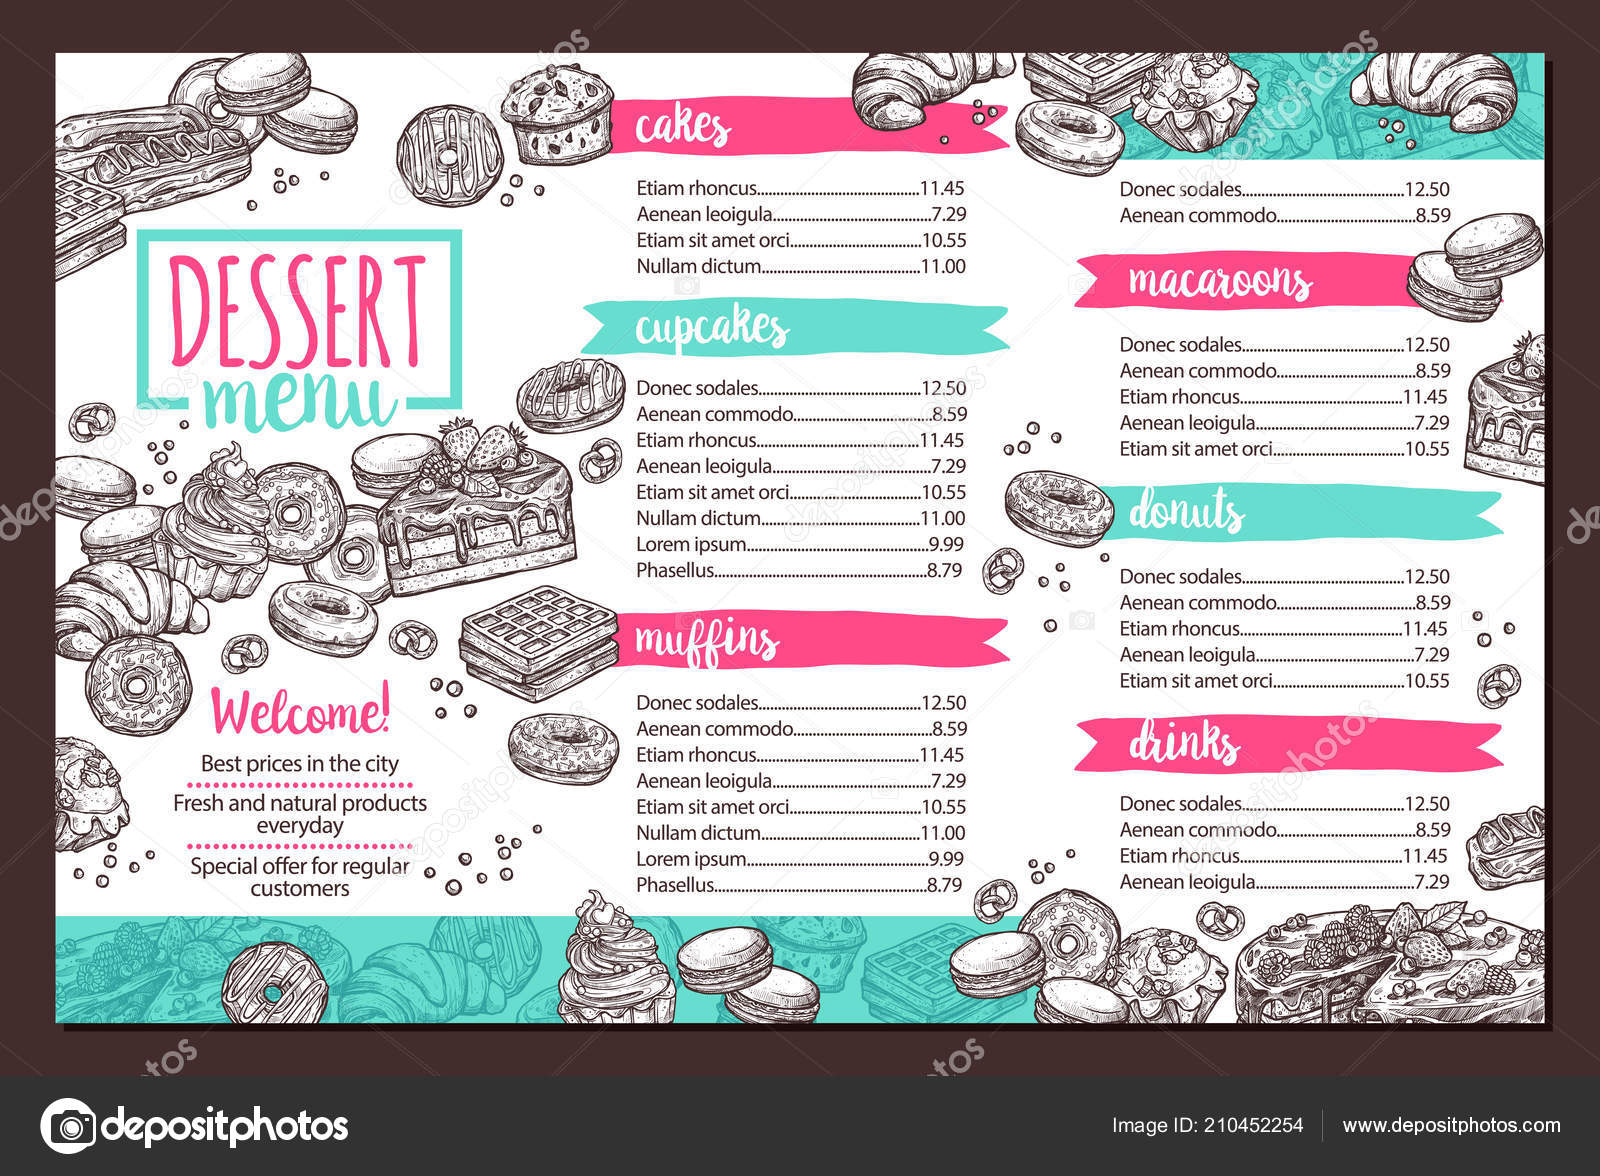 DESSERT
menu
Welcome!
Best prices in the city
Fresh and natural products
everyday
Special offer for regular
customers
cakes
Etiam rhoncus.....11.45
Aenean leoigula.....7.29
Etiam sit amet orci.....10.55
Nullam dictum.....11.00
cupcakes
Donec sodales.....12.50
Aenean commodo.....8.59
Etiam rhoncus.....11.45
Aenean leoigula.....7.29
Etiam sit amet orci.....10.55
Nullam dictum.....11.00
Lorem ipsum.....9.99
Phasellus.....8.79
muffins
Donec sodales.....12.50
Aenean commodo.....8.59
Etiam rhoncus.....11.45
Aenean leoigula.....7.29
Etiam sit amet orci.....10.55
Nullam dictum.....11.00
Lorem ipsum.....9.99
Phasellus.....8.79
Donec sodales.....12.50
Aenean commodo.....8.59
macaroons
Donec sodales.....12.50
Aenean commodo.....8.59
Etiam rhoncus.....11.45
Aenean leoigula.....7.29
Etiam sit amet orci.....10.55
donuts
Donec sodales.....12.50
Aenean commodo.....8.59
Etiam rhoncus.....11.45
Aenean leoigula.....7.29
Etiam sit amet orci.....10.55
drinks
Donec sodales.....12.50
Aenean commodo.....8.59
Etiam rhoncus.....11.45
Aenean leoigula.....7.29
depositphotos
Image ID: 210452254
www.depositphotos.com